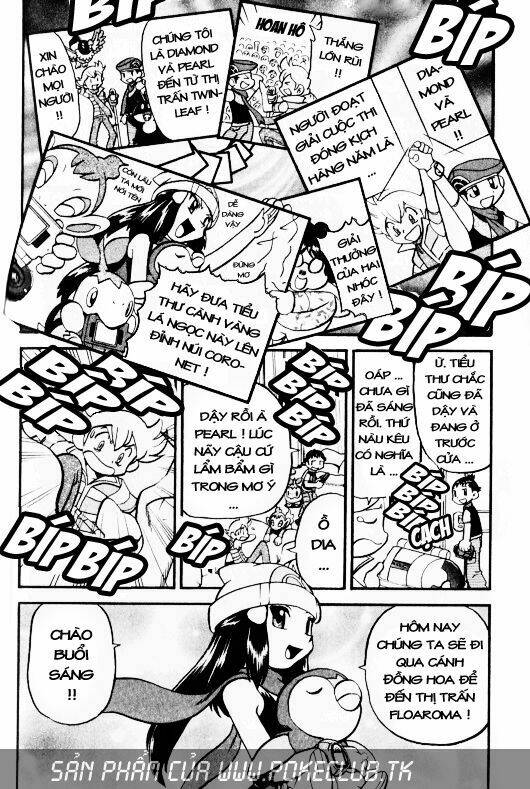 BÍP
BÍP
HOAN HÔ
THẮNG
LỚN RÙI
!!
CHÚNG TÔI
LÀ DIAMOND
VÀ PEARL
ĐẾN TỪ THỊ
TRẤN TWIN-
LEAF !
XIN
CHÀO
MỌI
NGƯỜI
!!
DIA-
MOND
VÀ
PEARL !
NGƯỜI ĐOẠT
GIẢI CUỘC THI
ĐÓNG KỊCH
HÀNG NĂM LÀ
...
GIẢI
THƯỞNG
CỦA HAI
NHÓC
ĐÂY !
CÒN LÂU
TA MỚI
NÓI TÊN
DỄ
DÀNG
VẬY
ĐỪNG
MƠ
HÃY ĐƯA TIỂU
THƯ CÁNH VÀNG
LÁ NGỌC NÀY LÊN
ĐỈNH NÚI CORO-
NET !
BÍP
BÍP
BÍP
BÍP
BÍP
BÍP
Ừ. TIỂU
THƯ CHẮC
CŨNG ĐÃ
DẬY VÀ
ĐANG Ở
TRƯỚC
CỬA ...
OÁP ...
CHƯA GÌ
ĐÃ SÁNG
RỒI. THỨ
NÀU KÊU
CÓ NGHĨA
LÀ ...
BÍP
BÍP
BÍP
CẠCH
BÍP
BÍP
BÍP
DẬY RỒI À
PEARL ! LÚC
NÀY CẬU CỨ
LẨM BẨM GÌ
TRONG MƠ Ý
...
Ồ
DIA
...
BÍP
BÍP
BÍP
CHÀO
BUỔI
SÁNG
!!
HÔM NAY
CHÚNG TA SẼ ĐI
QUA CÁNH
ĐỒNG HOA ĐỂ
ĐẾN THỊ TRẤN
FLOAROMA !
SẢN PHẨM CỦA WWW.POKECLUB.TK